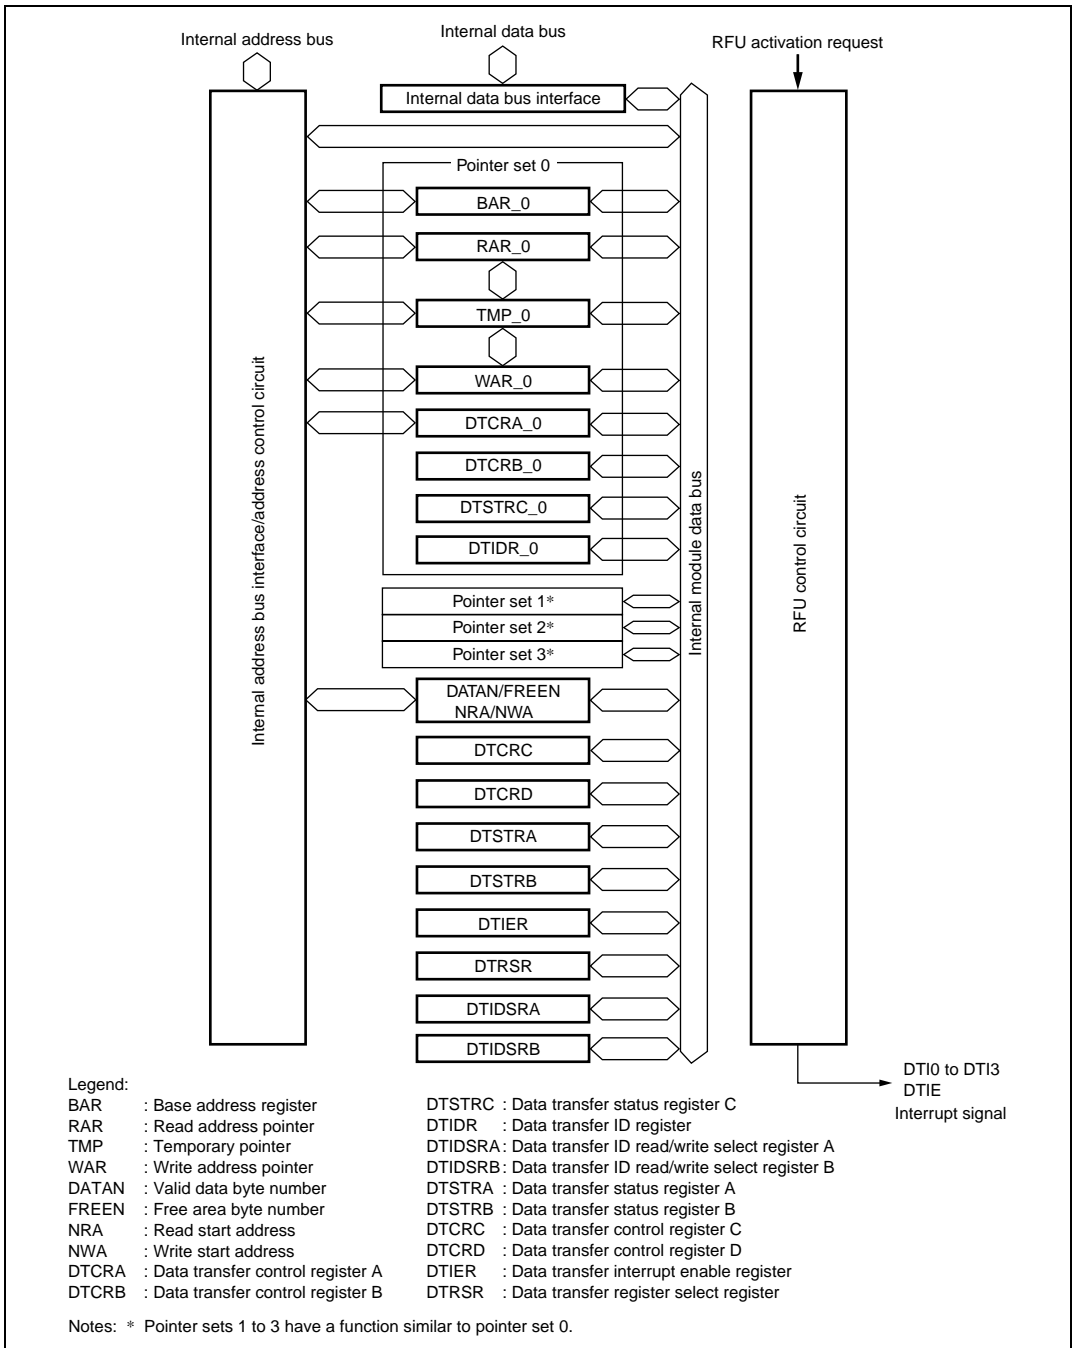 Internal address bus
Internal data bus
RFU activation request
Internal data bus interface
Pointer set 0
BAR_0
RAR_0
TMP_0
WAR_0
DTCRA_0
DTCRB_0
DTSTRC_0
DTIDR_0
Internal address bus interface/address control circuit
Internal module data bus
RFU control circuit
Pointer set 1*
Pointer set 2*
Pointer set 3*
DATAN/FREEN
NRA/NWA
DTCRC
DTCRD
DTSTRA
DTSTRB
DTIER
DTRSR
DTIDSRA
DTIDSRB
DTI0 to DTI3
DTIE
Interrupt signal
Legend:
BAR : Base address register
RAR : Read address pointer
TMP : Temporary pointer
WAR : Write address pointer
DATAN : Valid data byte number
FREEN : Free area byte number
NRA : Read start address
NWA : Write start address
DTCRA : Data transfer control register A
DTCRB : Data transfer control register B
DTSTRC : Data transfer status register C
DTIDR : Data transfer ID register
DTIDSRA : Data transfer ID read/write select register A
DTIDSRB : Data transfer ID read/write select register B
DTSTRA : Data transfer status register A
DTSTRB : Data transfer status register B
DTCRC : Data transfer control register C
DTCRD : Data transfer control register D
DTIER : Data transfer interrupt enable register
DTRSR : Data transfer register select register
Notes: * Pointer sets 1 to 3 have a function similar to pointer set 0.